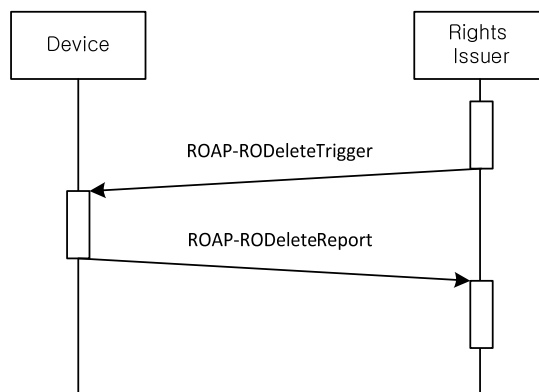 Device
Rights
Issuer
ROAP-RODeleteTrigger
ROAP-RODeleteReport